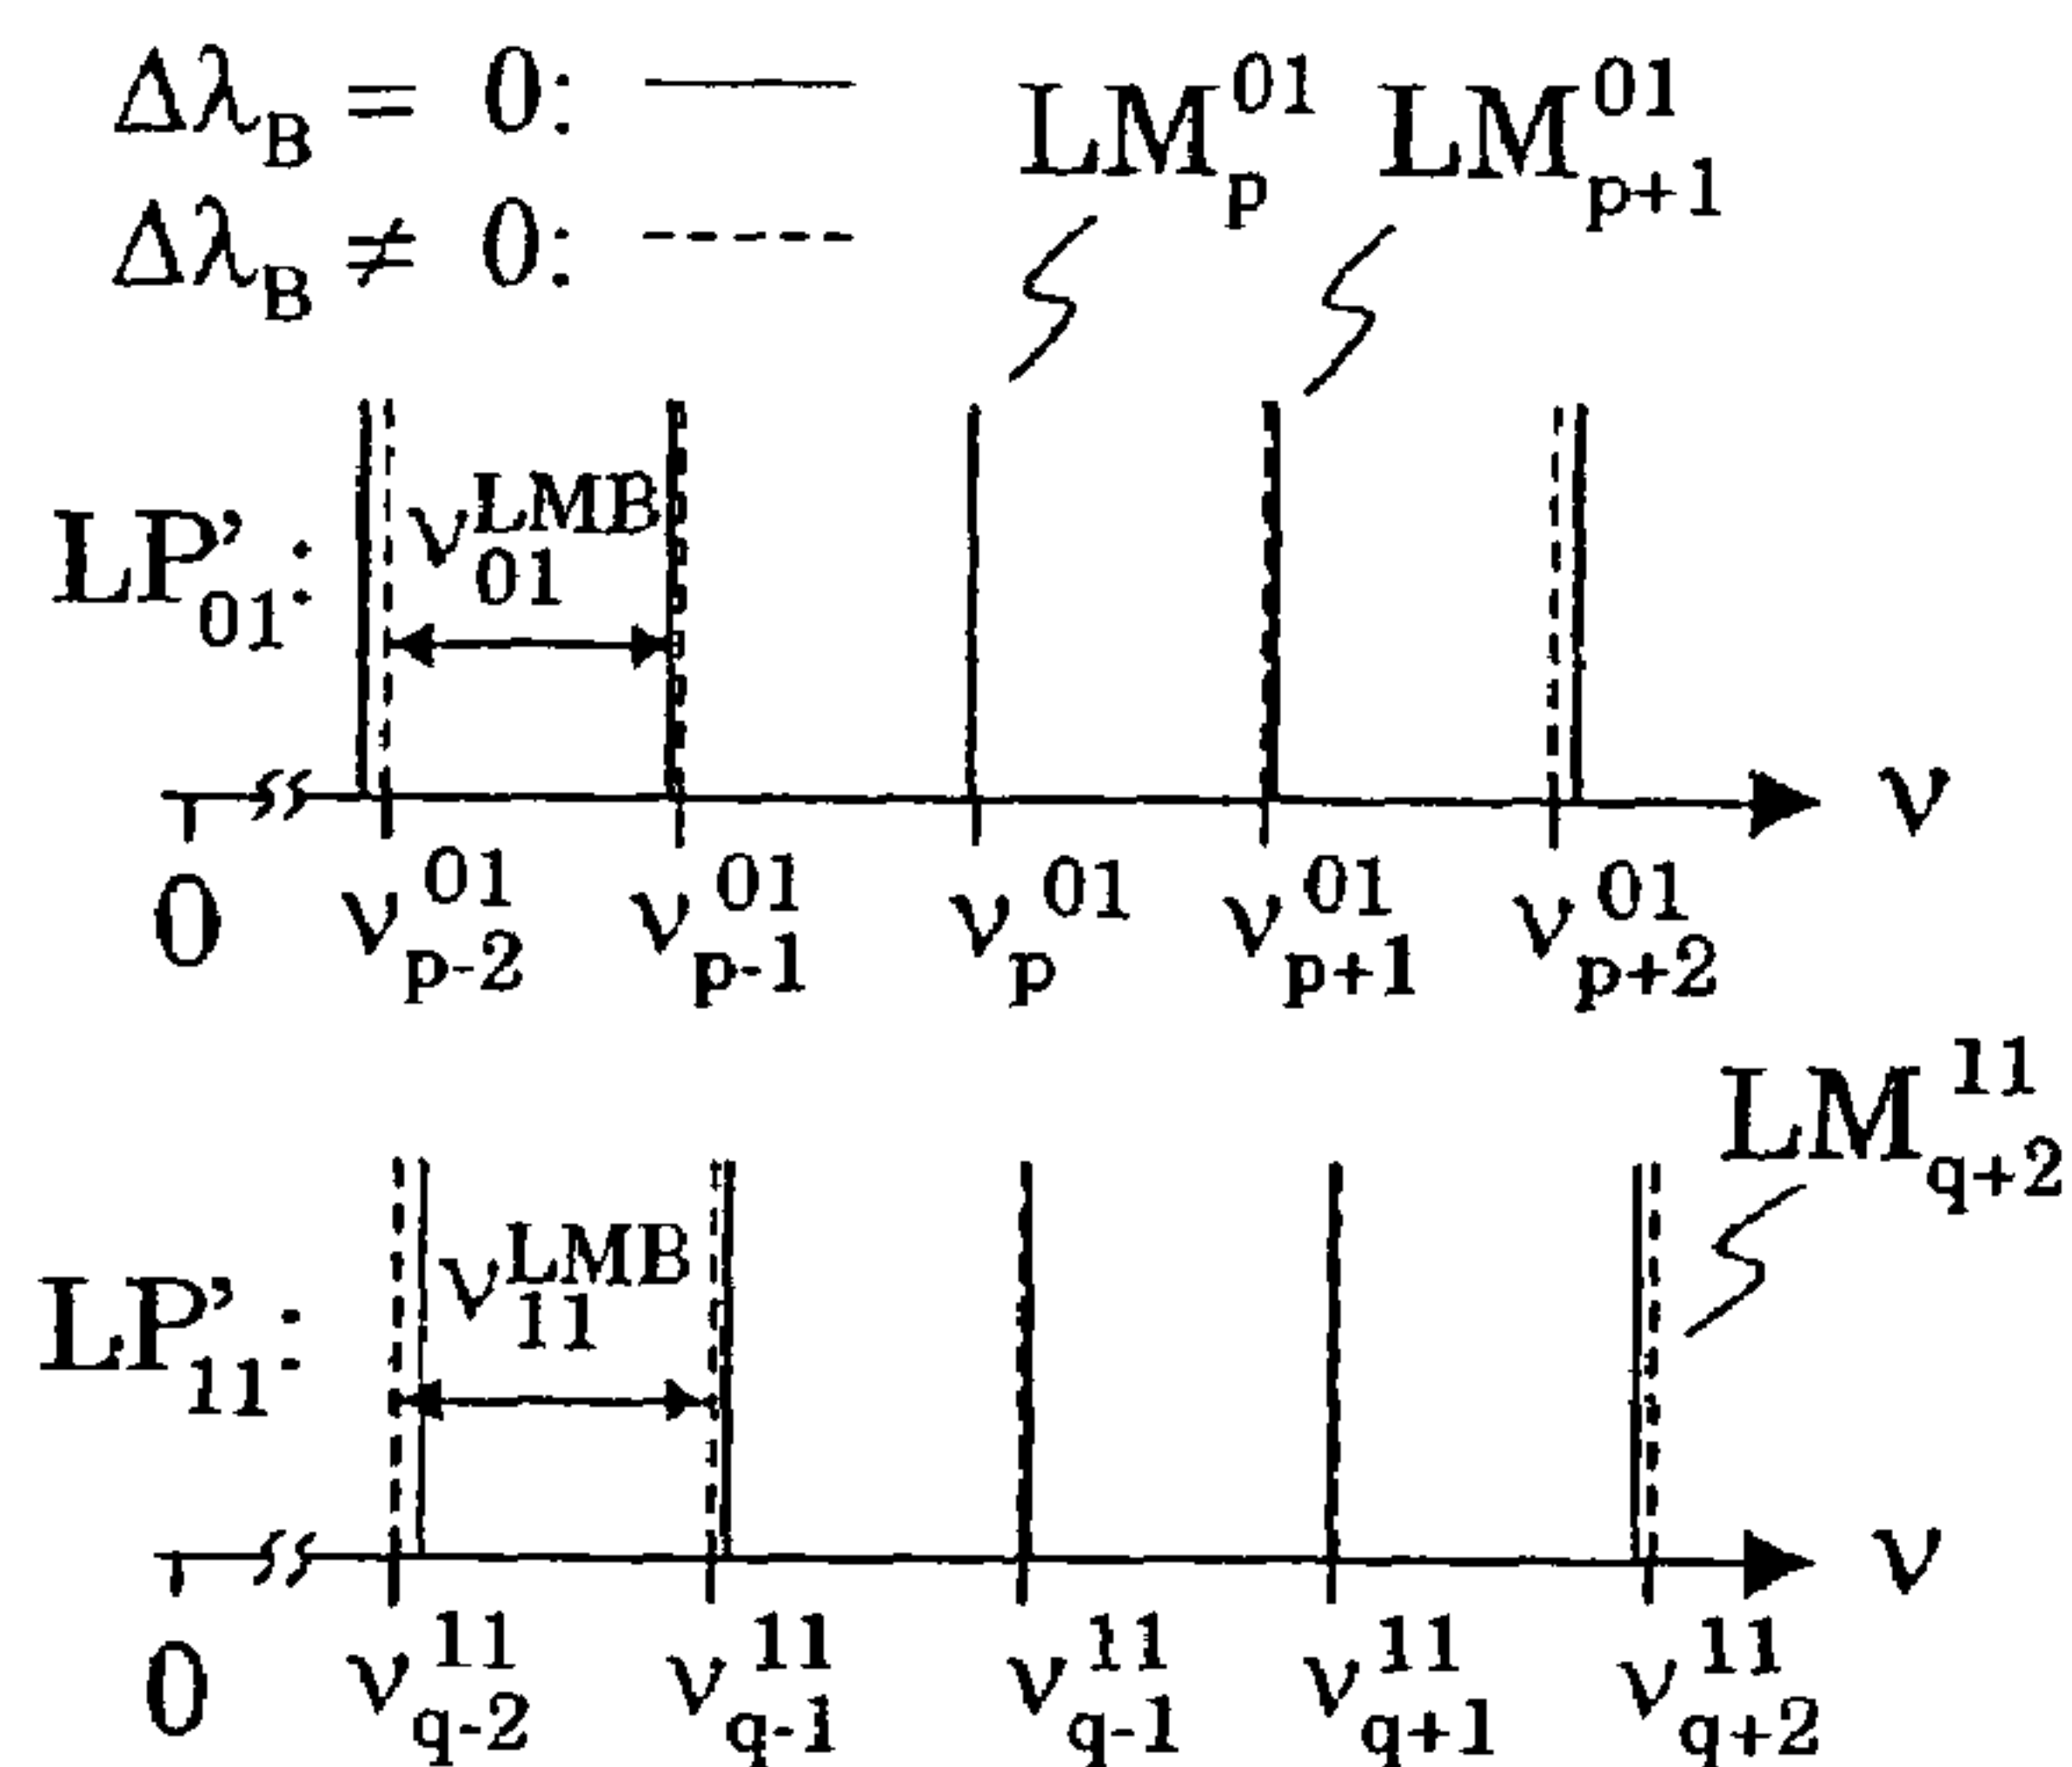 Δλ_B = 0:
Δλ_B ≠ 0:
LM_p^01 LM_p+1^01
LP'_01:
ν_01^LMB
ν
0 ν_p-2^01 ν_p-1^01 ν_p^01 ν_p+1^01 ν_p+2^01
LM_q+2^11
LP'_11:
ν_11^LMB
ν
0 ν_q-2^11 ν_q-1^11 ν_q-1^11 ν_q+1^11 ν_q+2^11